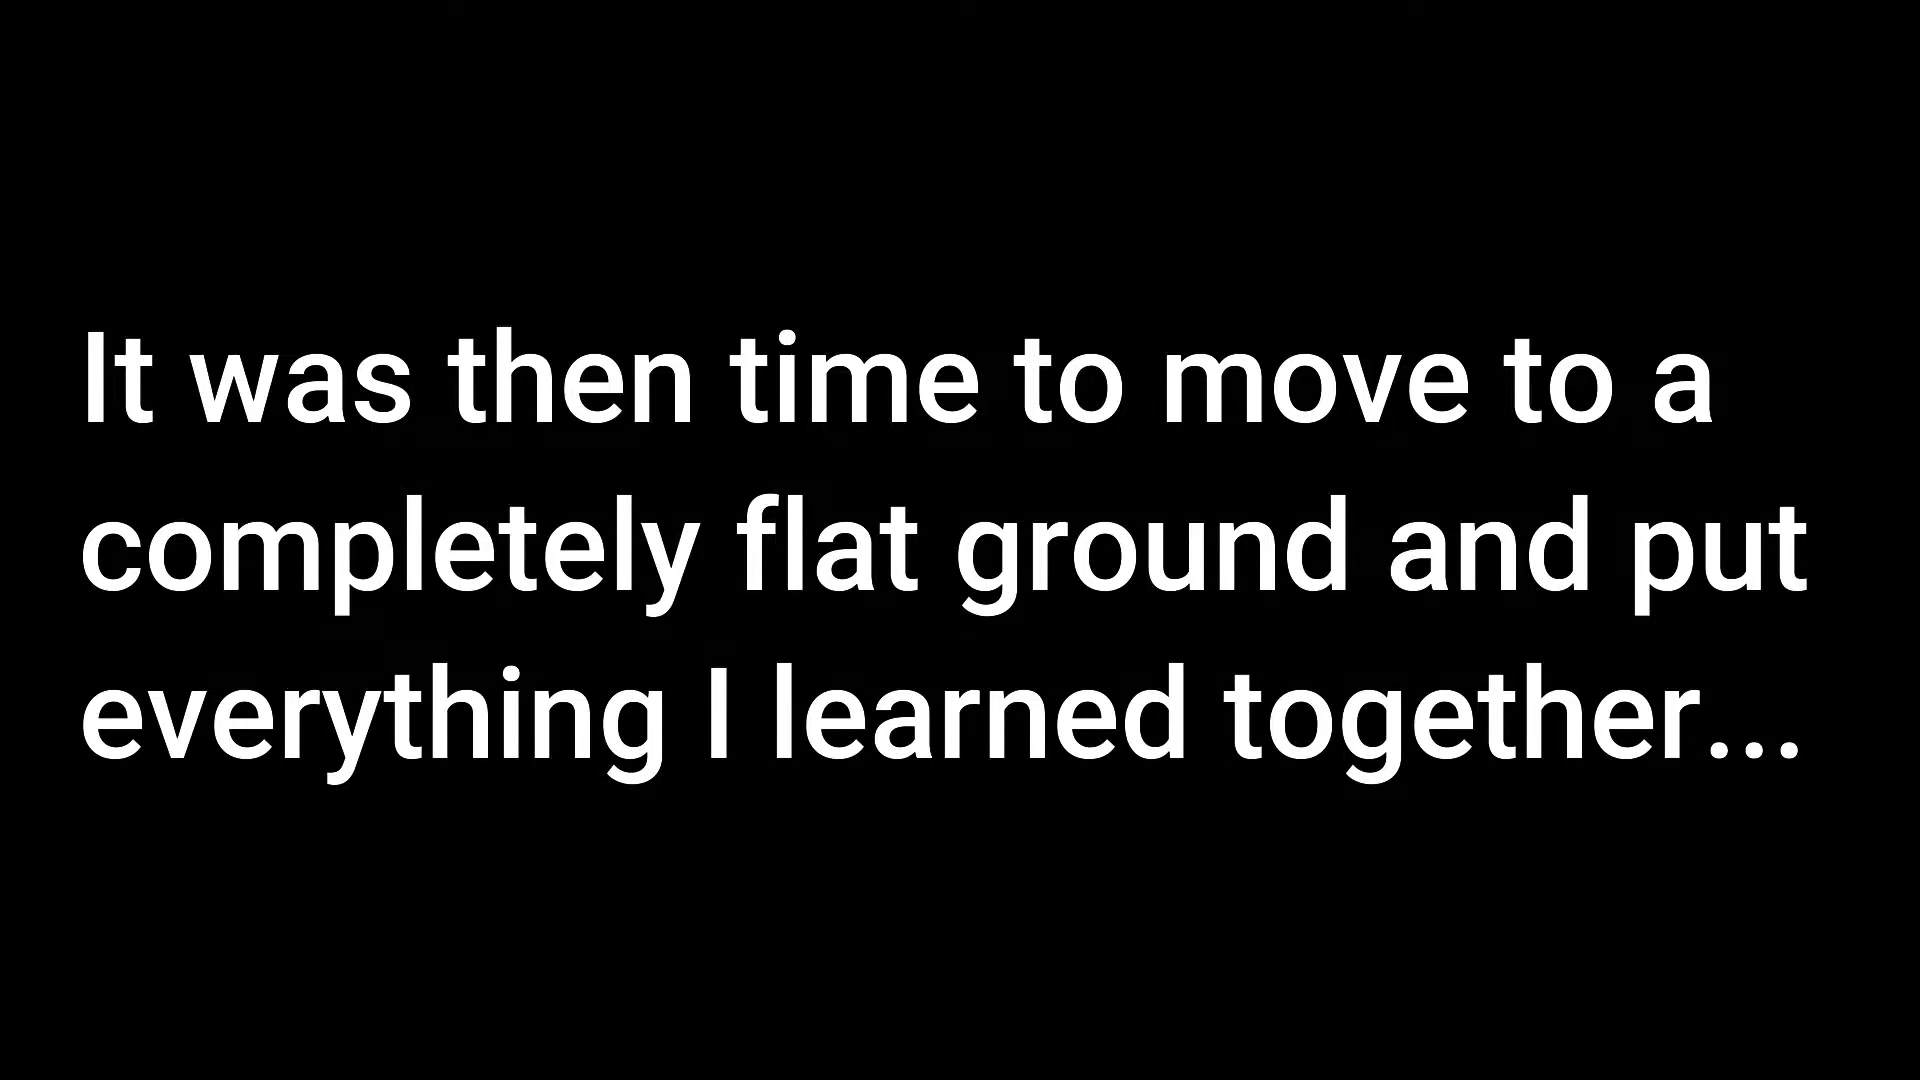 It was then time to move to a
completely flat ground and put
everything I learned together...